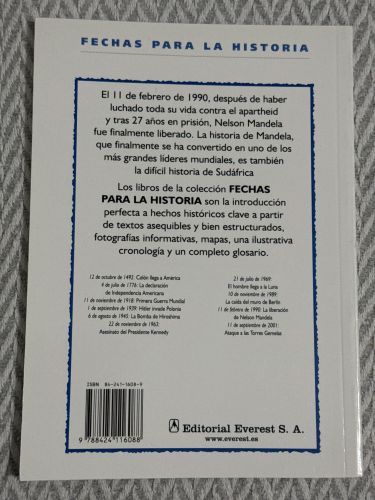 FECHAS PARA LA HISTORIA
El 11 de febrero de 1990, después de haber
luchado toda su vida contra el apartheid
y tras 27 años en prisión, Nelson Mandela
fue finalmente liberado. La historia de Mandela,
que finalmente se ha convertido en uno de los
más grandes líderes mundiales, es también
la difícil historia de Sudáfrica
Los libros de la colección FECHAS
PARA LA HISTORIA son la introducción
perfecta a hechos históricos clave a partir
de textos asequibles y bien estructurados,
fotografías informativas, mapas, una ilustrativa
cronología y un completo glosario.
12 de octubre de 1492: Colón llega a América
4 de julio de 1776: La declaración
de Independencia Americana
11 de noviembre de 1918: Primera Guerra Mundial
1 de septiembre de 1939: Hitler invade Polonia
6 de agosto de 1945: La Bomba de Hiroshima
22 de noviembre de 1963:
Asesinato del Presidente Kennedy
21 de julio de 1969:
El hombre llega a la Luna
10 de noviembre de 1989:
La caída del muro de Berlín
11 de febrero de 1990: La liberación
de Nelson Mandela
11 de septiembre de 2001:
Ataque a las Torres Gemelas
ISBN 84-241-1608-9
9 788424 116088
Editorial Everest S. A.
www.everest.es